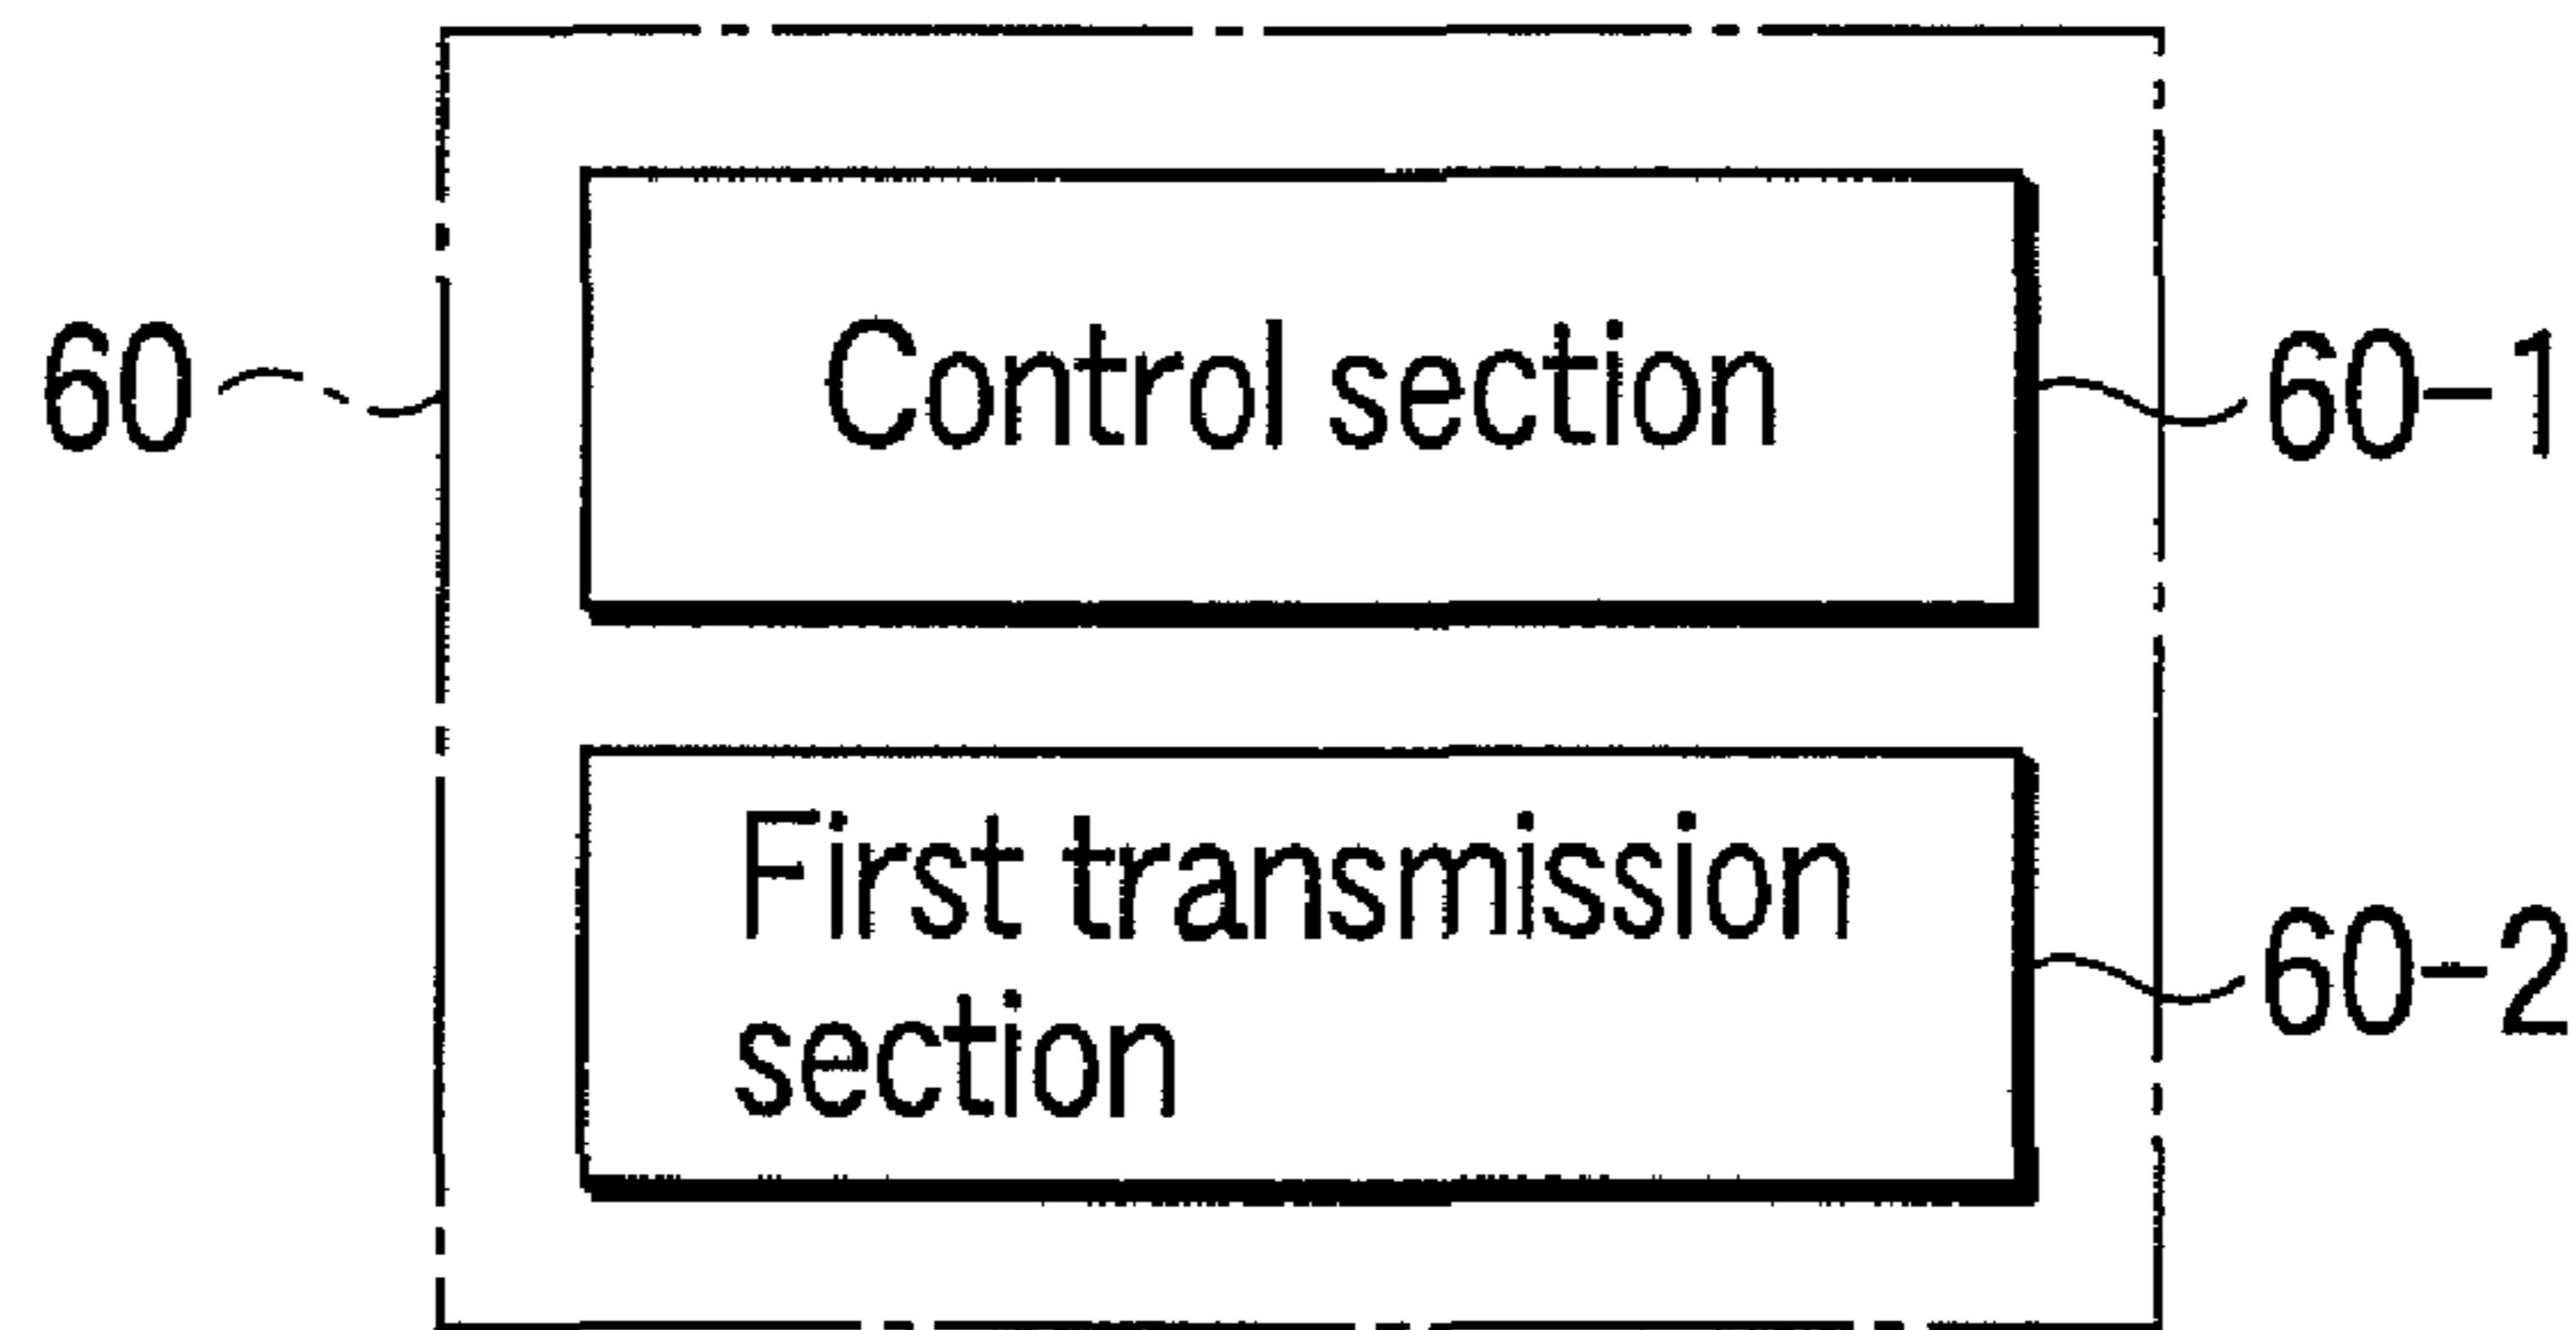 60
Control section
60-1
First transmission
section
60-2